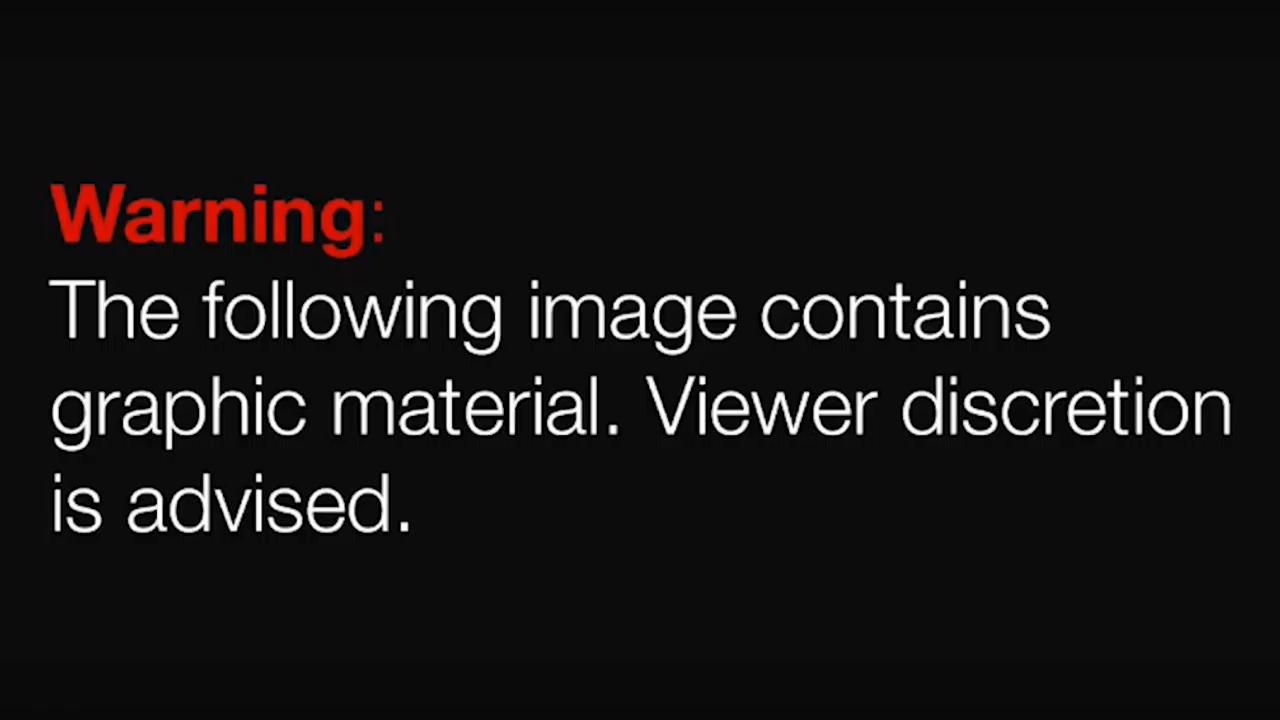 Warning:
The following image contains
graphic material. Viewer discretion
is advised.